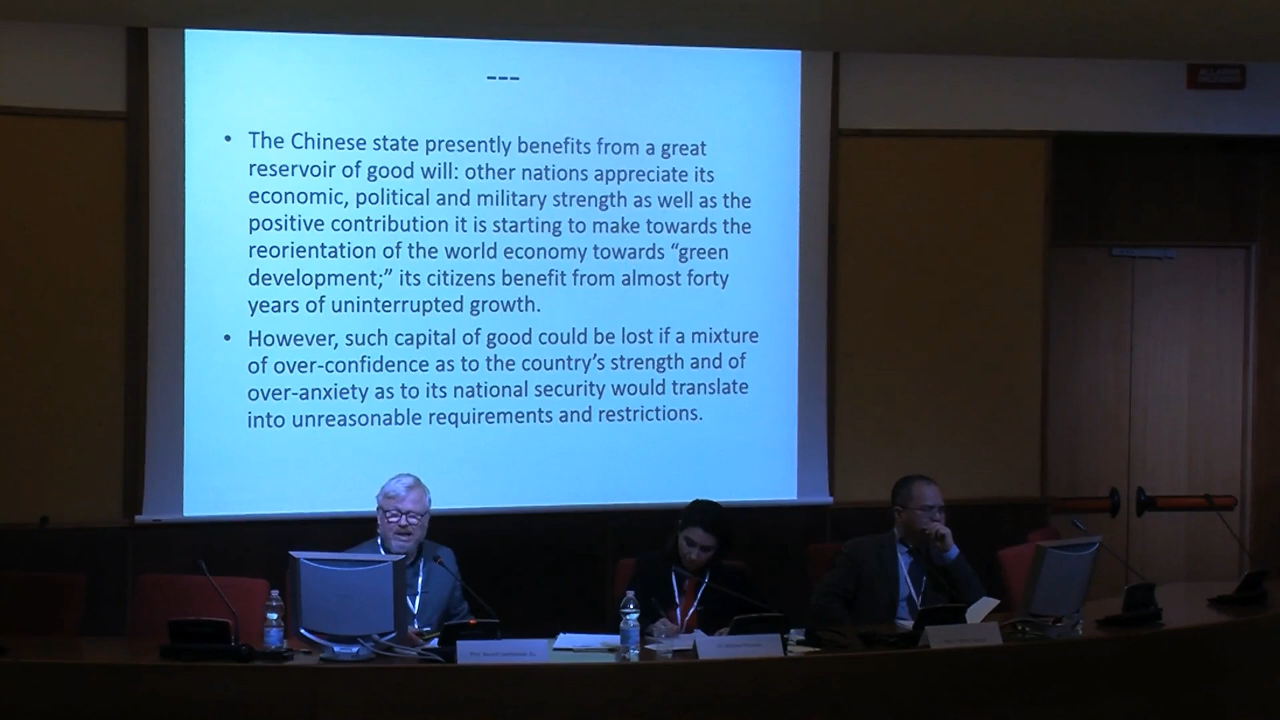 ---
• The Chinese state presently benefits from a great
reservoir of good will: other nations appreciate its
economic, political and military strength as well as the
positive contribution it is starting to make towards the
reorientation of the world economy towards “green
development;” its citizens benefit from almost forty
years of uninterrupted growth.
• However, such capital of good could be lost if a mixture
of over-confidence as to the country’s strength and of
over-anxiety as to its national security would translate
into unreasonable requirements and restrictions.